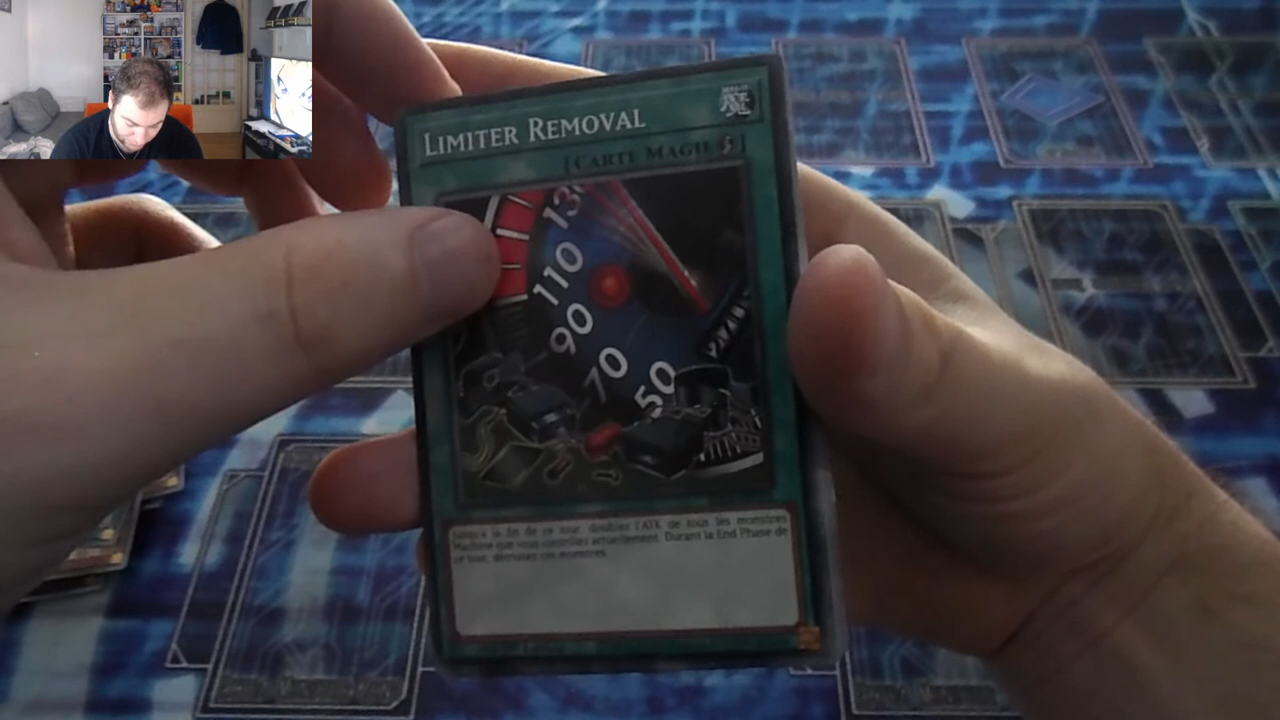 LIMITER REMOVAL
[CARTE MAGIE]
130
110
90
70
50
Jusqu'à la fin de ce tour, doublez l'ATK de tous les monstres
Machine que vous contrôlez actuellement. Durant la End Phase de
ce tour, détruisez ces monstres.